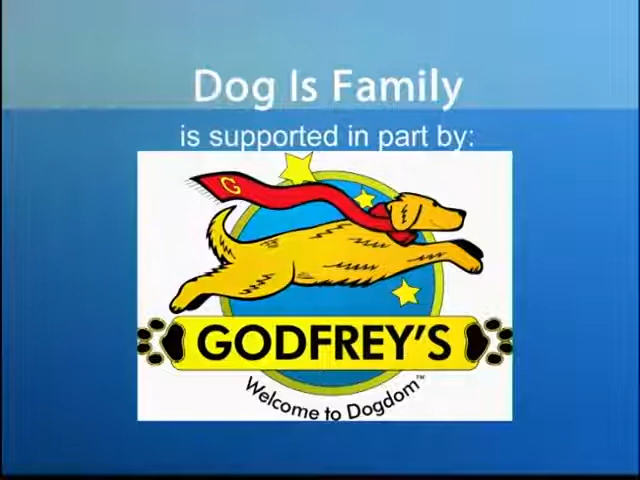 Dog Is Family
is supported in part by:
G
GODFREY'S
Welcome to Dogdom™